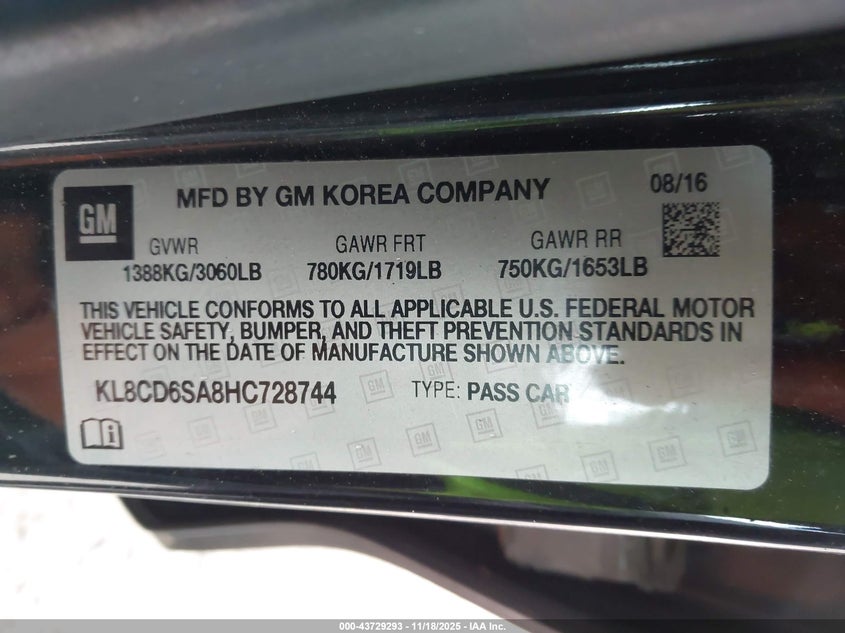 GM
MFD BY GM KOREA COMPANY
08/16
GVWR GAWR FRT GAWR RR
1388KG/3060LB 780KG/1719LB 750KG/1653LB
THIS VEHICLE CONFORMS TO ALL APPLICABLE U.S. FEDERAL MOTOR
VEHICLE SAFETY, BUMPER, AND THEFT PREVENTION STANDARDS IN
EFFECT ON THE DATE OF MANUFACTURE SHOWN ABOVE.
KL8CD6SA8HC728744 TYPE: PASS CAR
000-43729293 - 11/18/2025 - IAA Inc.